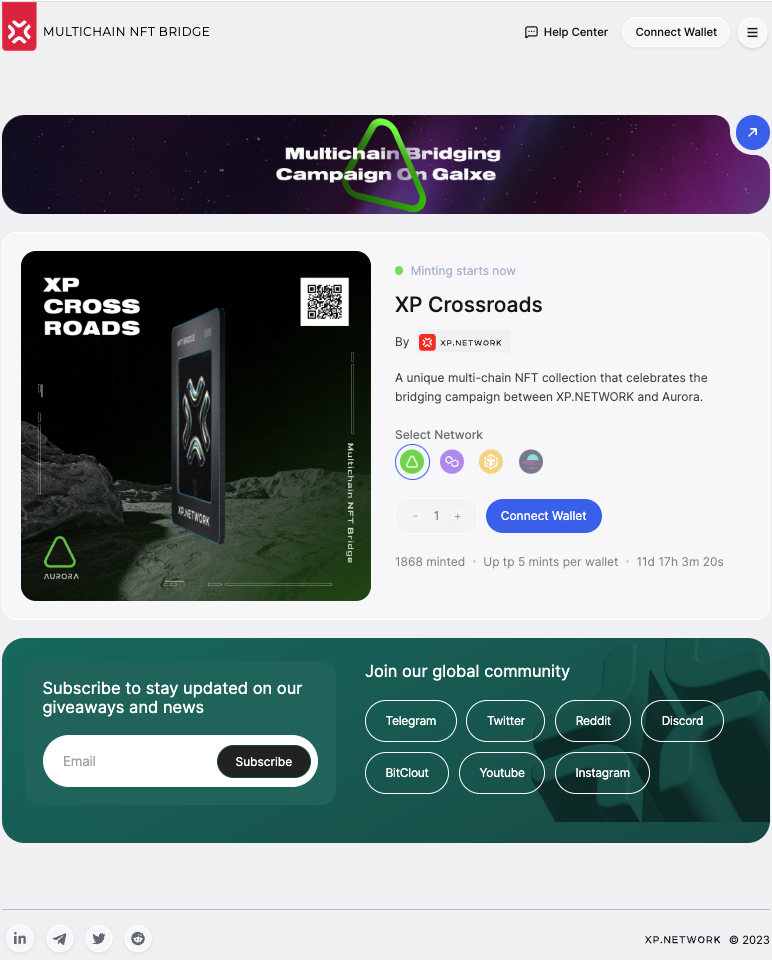 MULTICHAIN NFT BRIDGE
Help Center
Connect Wallet
Multichain Bridging
Campaign On Galxe
XP
CROSS
ROADS
NFT BRIDGE
XP.NETWORK
Multichain NFT Bridge
AURORA
Minting starts now
XP Crossroads
By XP.NETWORK
A unique multi-chain NFT collection that celebrates the
bridging campaign between XP.NETWORK and Aurora.
Select Network
- 1 +
Connect Wallet
1868 minted • Up tp 5 mints per wallet • 11d 17h 3m 20s
Subscribe to stay updated on our
giveaways and news
Email
Subscribe
Join our global community
Telegram
Twitter
Reddit
Discord
BitClout
Youtube
Instagram
in
XP.NETWORK © 2023